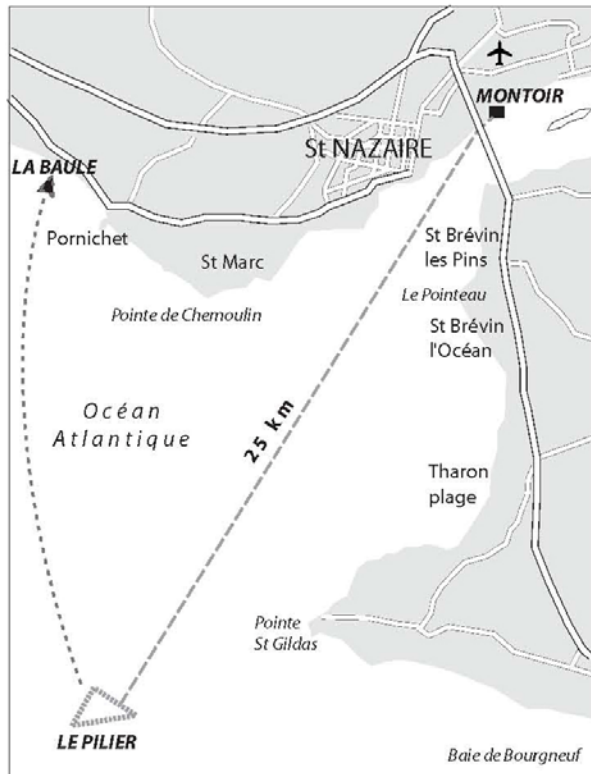 MONTOIR
St NAZAIRE
LA BAULE
Pornichet
St Brévin
les Pins
St Marc
Le Pointeau
Pointe de Chemoulin
St Brévin
l'Océan
Océan
Atlantique
25 km
Tharon
plage
Pointe
St Gildas
LE PILIER
Baie de Bourgneuf